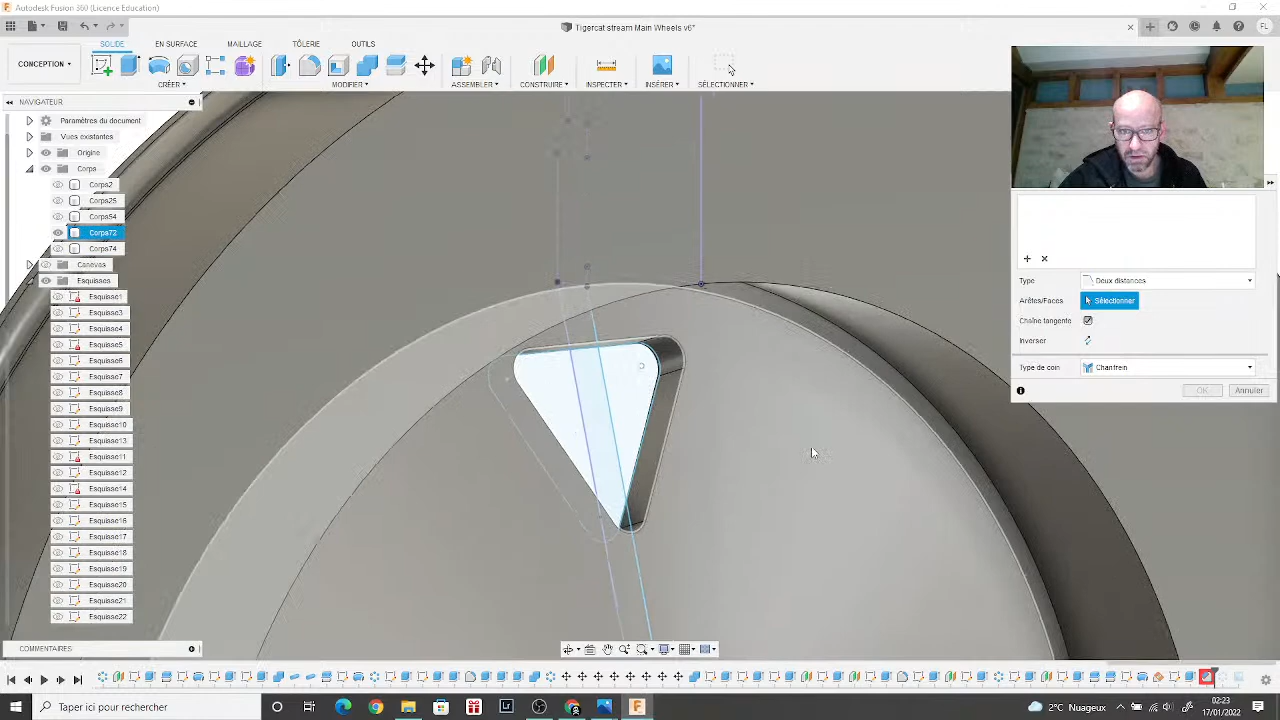 Autodesk Fusion 360 (Licence Education)
Tigercat stream Main Wheels v6*
FL
SOLIDE EN SURFACE MAILLAGE TÔLERIE OUTILS
CONCEPTION
CRÉER MODIFIER ASSEMBLER CONSTRUIRE INSPECTER INSÉRER SÉLECTIONNER
NAVIGATEUR
Paramètres du document
Vues existantes
Origine
Corps
Corps2
Corps25
Corps54
Corps72
Corps74
Canevas
Esquisses
Esquisse1
Esquisse3
Esquisse4
Esquisse5
Esquisse6
Esquisse7
Esquisse8
Esquisse9
Esquisse10
Esquisse13
Esquisse11
Esquisse12
Esquisse14
Esquisse15
Esquisse16
Esquisse17
Esquisse18
Esquisse19
Esquisse20
Esquisse21
Esquisse22
Type Deux distances
Arêtes/Faces Sélectionner
Chaîne tangente
Inverser
Type de coin Chanfrein
OK Annuler
COMMENTAIRES
Taper ici pour rechercher
2°C Nuageux
02:23
17/01/2022